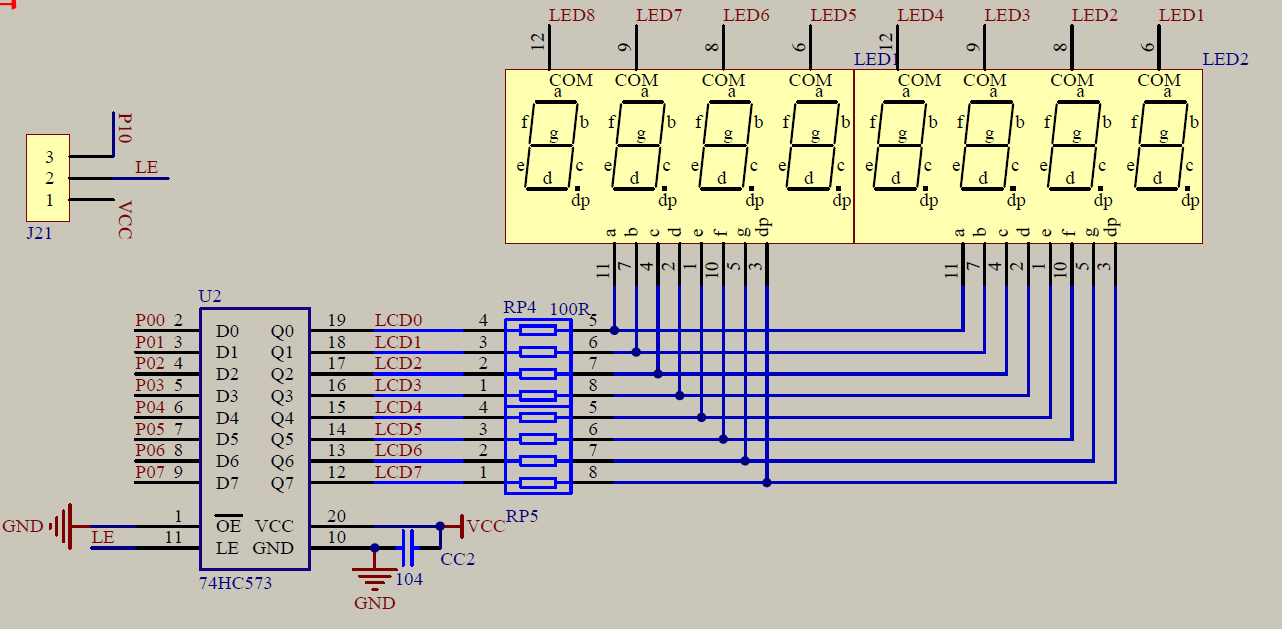 LED8 LED7 LED6 LED5 LED4 LED3 LED2 LED1
12 9 8 6 12 9 8 6
LED1 LED2
COM COM COM COM COM COM COM COM
a a a a a a a a
f b f b f b f b f b f b f b f b
g g g g g g g g
e c e c e c e c e c e c e c e c
d d d d d d d d
dp dp dp dp dp dp dp dp
a b c d e f g dp a b c d e f g dp
11 7 4 2 1 10 5 3 11 7 4 2 1 10 5 3
P10
3
2 LE
1
VCC
J21
U2 RP4 100R
P00 2 D0 Q0 19 LCD0 4 5
P01 3 D1 Q1 18 LCD1 3 6
P02 4 D2 Q2 17 LCD2 2 7
P03 5 D3 Q3 16 LCD3 1 8
P04 6 D4 Q4 15 LCD4 4 5
P05 7 D5 Q5 14 LCD5 3 6
P06 8 D6 Q6 13 LCD6 2 7
P07 9 D7 Q7 12 LCD7 1 8
RP5
GND 1 OE VCC 20 VCC
LE 11 LE GND 10
CC2
74HC573 104
GND